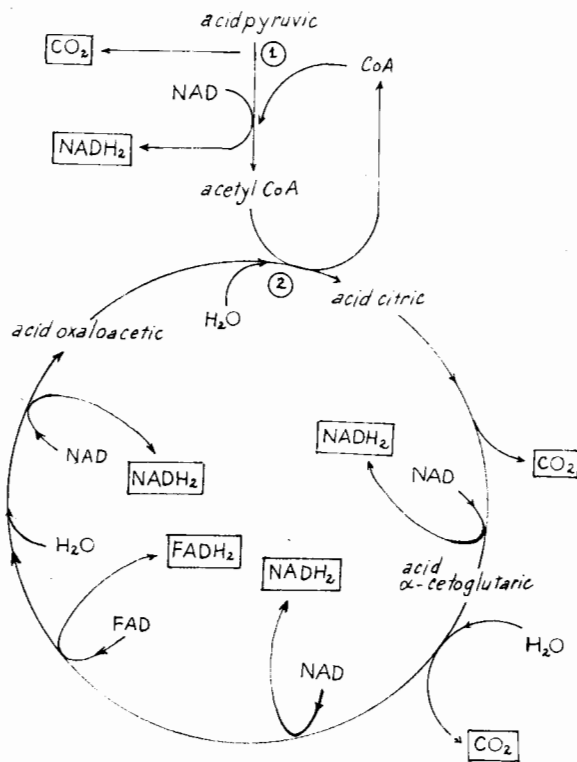 acid pyruvic
CO₂
1
CoA
NAD
NADH₂
acetyl CoA
2
H₂O
acid citric
acid oxaloacetic
NADH₂
NAD
CO₂
NAD
NADH₂
H₂O
FADH₂
NADH₂
acid
α-cetoglutaric
FAD
NAD
H₂O
CO₂